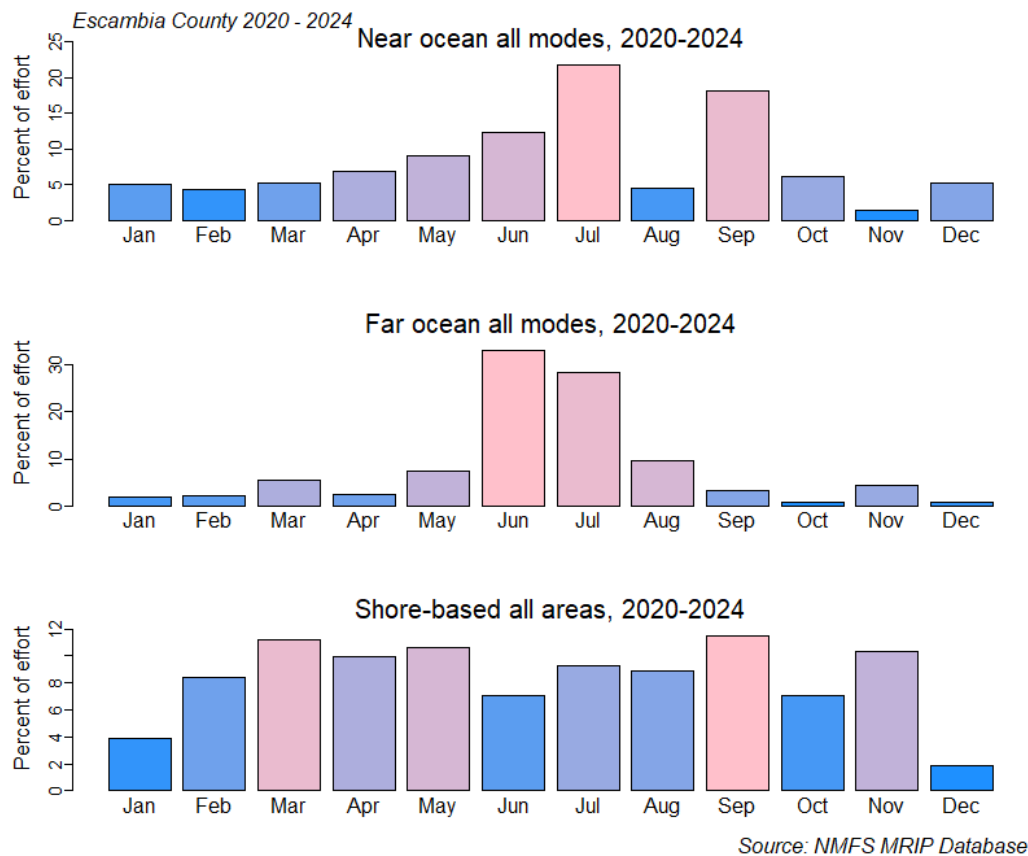 Escambia County 2020 - 2024
Near ocean all modes, 2020-2024
Percent of effort
25
20
15
10
5
0
Jan Feb Mar Apr May Jun Jul Aug Sep Oct Nov Dec
Far ocean all modes, 2020-2024
Percent of effort
30
20
10
0
Jan Feb Mar Apr May Jun Jul Aug Sep Oct Nov Dec
Shore-based all areas, 2020-2024
Percent of effort
12
8
6
4
2
0
Jan Feb Mar Apr May Jun Jul Aug Sep Oct Nov Dec
Source: NMFS MRIP Database